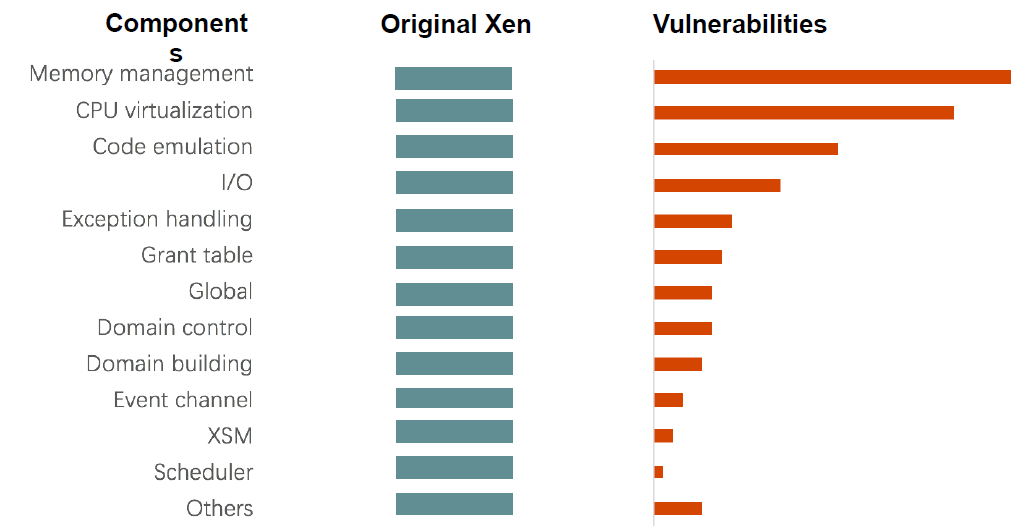 Component
s
Original Xen
Vulnerabilities
Memory management
CPU virtualization
Code emulation
I/O
Exception handling
Grant table
Global
Domain control
Domain building
Event channel
XSM
Scheduler
Others